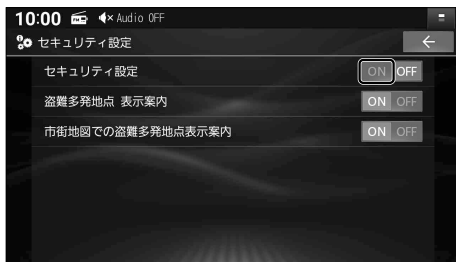 10:00 Audio OFF
セキュリティ設定
セキュリティ設定 ON OFF
盗難多発地点 表示案内 ON OFF
市街地図での盗難多発地点表示案内 ON OFF